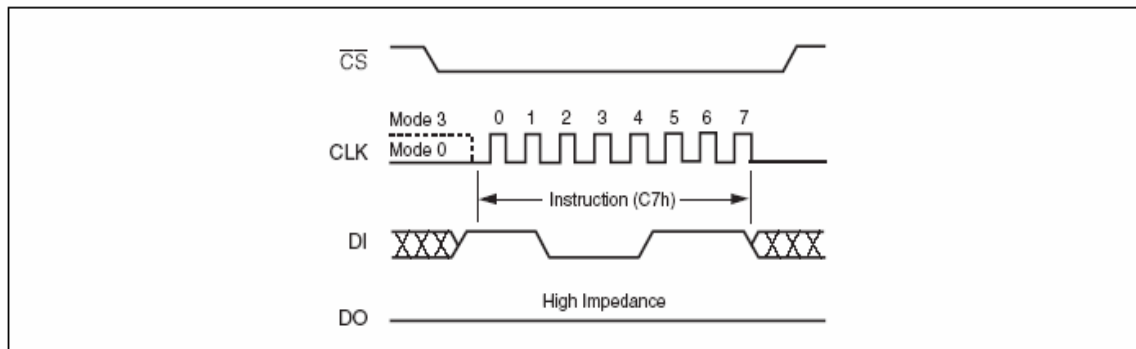 CS
Mode 3 0 1 2 3 4 5 6 7
CLK Mode 0
Instruction (C7h)
DI
High Impedance
DO